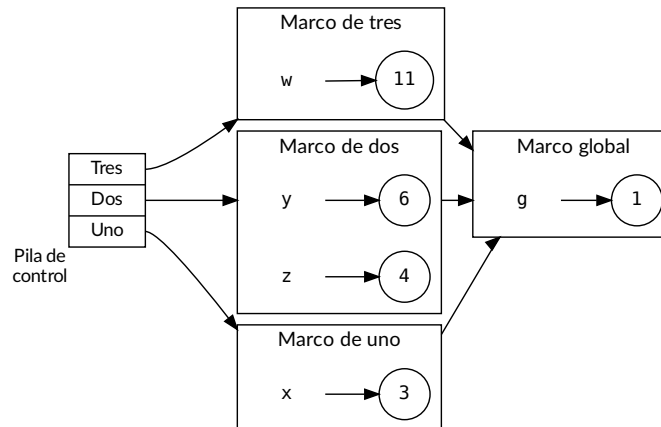 Tres
Dos
Uno
Pila de
control
Marco de tres
w 11
Marco de dos
y 6
z 4
Marco de uno
x 3
Marco global
g 1